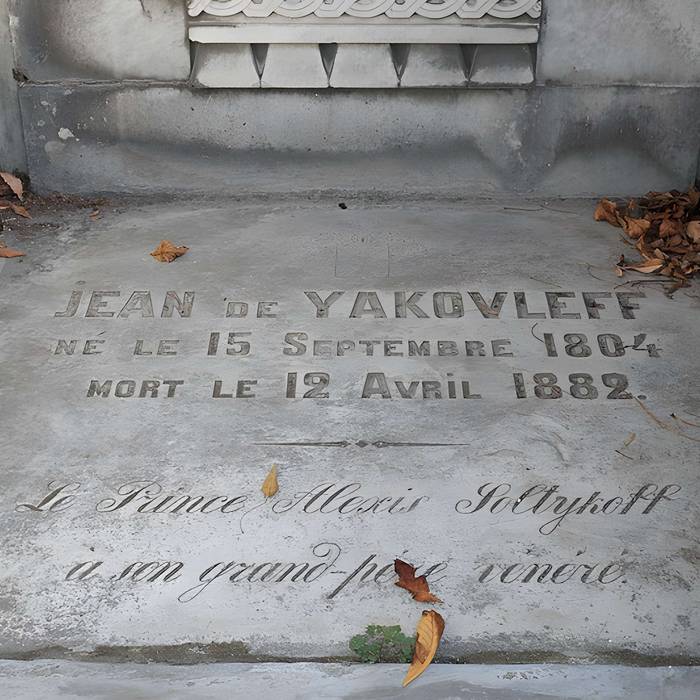 JEAN DE YAKOVLEFF
NÉ LE 15 SEPTEMBRE 1804
MORT LE 12 AVRIL 1882.
Le Prince Alexis Soltykoff
a son grand-père vénéré.